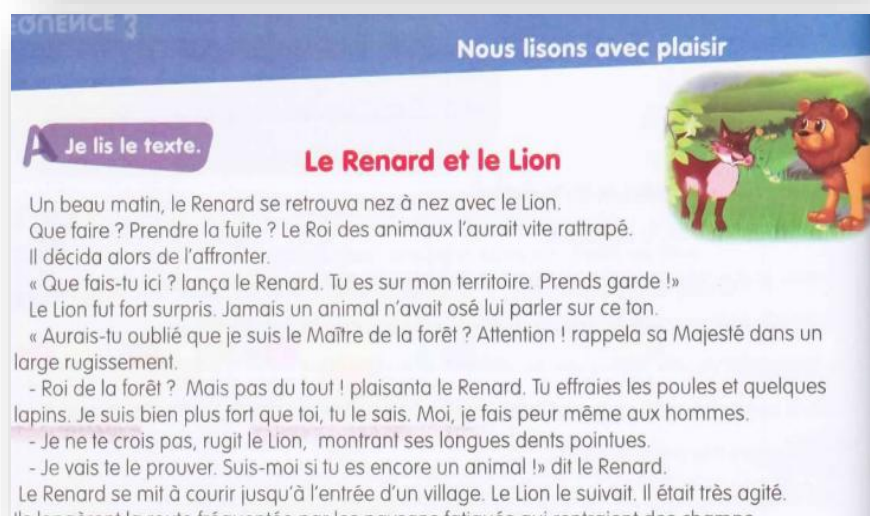 SÉQUENCE 3
Nous lisons avec plaisir
A Je lis le texte.
Le Renard et le Lion
Un beau matin, le Renard se retrouva nez à nez avec le Lion.
Que faire ? Prendre la fuite ? Le Roi des animaux l'aurait vite rattrapé.
Il décida alors de l'affronter.
« Que fais-tu ici ? lança le Renard. Tu es sur mon territoire. Prends garde !»
Le Lion fut fort surpris. Jamais un animal n'avait osé lui parler sur ce ton.
« Aurais-tu oublié que je suis le Maître de la forêt ? Attention ! rappela sa Majesté dans un
large rugissement.
- Roi de la forêt ? Mais pas du tout ! plaisanta le Renard. Tu effraies les poules et quelques
lapins. Je suis bien plus fort que toi, tu le sais. Moi, je fais peur même aux hommes.
- Je ne te crois pas, rugit le Lion, montrant ses longues dents pointues.
- Je vais te le prouver. Suis-moi si tu es encore un animal !» dit le Renard.
Le Renard se mit à courir jusqu'à l'entrée d'un village. Le Lion le suivait. Il était très agité.